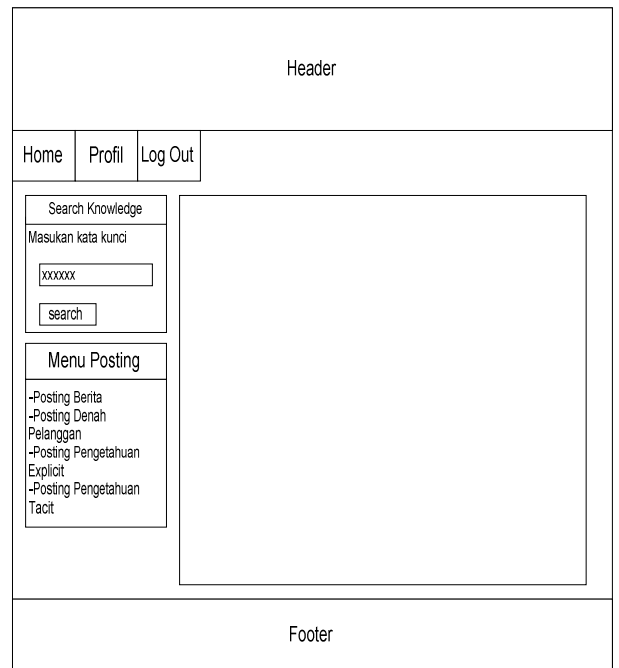 Header
Home Profil Log Out
Search Knowledge
Masukan kata kunci
xxxxxx
search
Menu Posting
-Posting Berita
-Posting Denah
Pelanggan
-Posting Pengetahuan
Explicit
-Posting Pengetahuan
Tacit
Footer